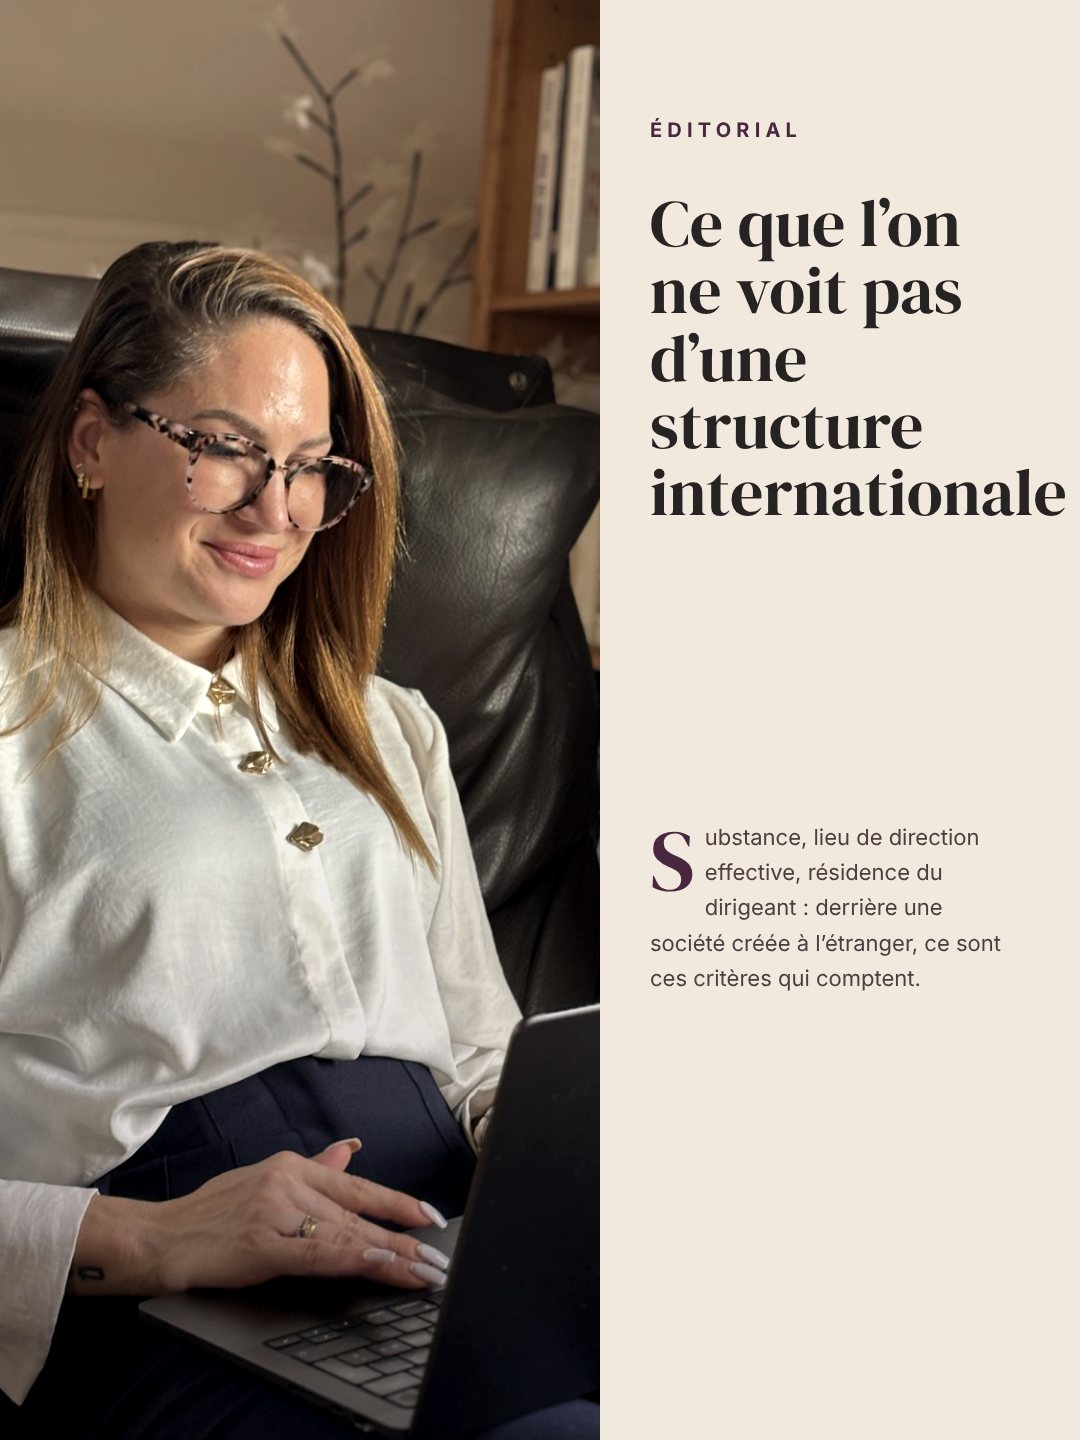 ÉDITORIAL
Ce que l’on
ne voit pas
d’une
structure
internationale
Substance, lieu de direction
effective, résidence du
dirigeant : derrière une
société créée à l’étranger, ce sont
ces critères qui comptent.